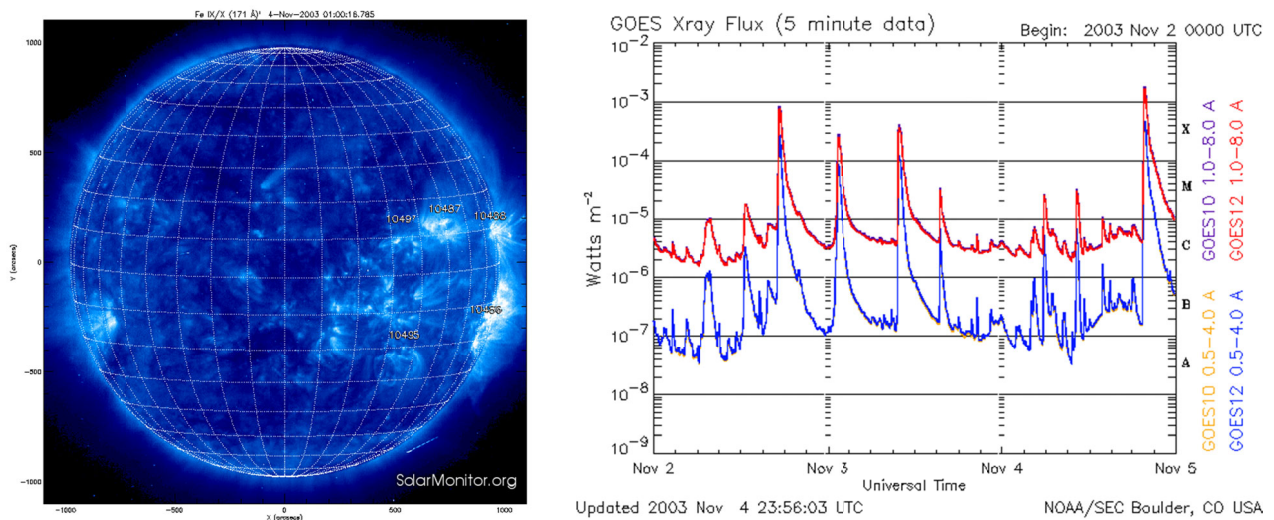 Fe IX/X (171 Å)' 4-Nov-2003 01:00:16.785
1000
500
0
-500
-1000
Y (arcsecs)
10497
10487
10488
10486
10495
SolarMonitor.org
-1000
-500
0
500
1000
X (arcsecs)
GOES Xray Flux (5 minute data)
Begin: 2003 Nov 2 0000 UTC
10-2
10-3
10-4
10-5
10-6
10-7
10-8
10-9
Watts m-2
X
M
C
B
A
GOES10 1.0-8.0 A
GOES12 1.0-8.0 A
GOES10 0.5-4.0 A
GOES12 0.5-4.0 A
Nov 2
Nov 3
Nov 4
Nov 5
Universal Time
Updated 2003 Nov 4 23:56:03 UTC
NOAA/SEC Boulder, CO USA